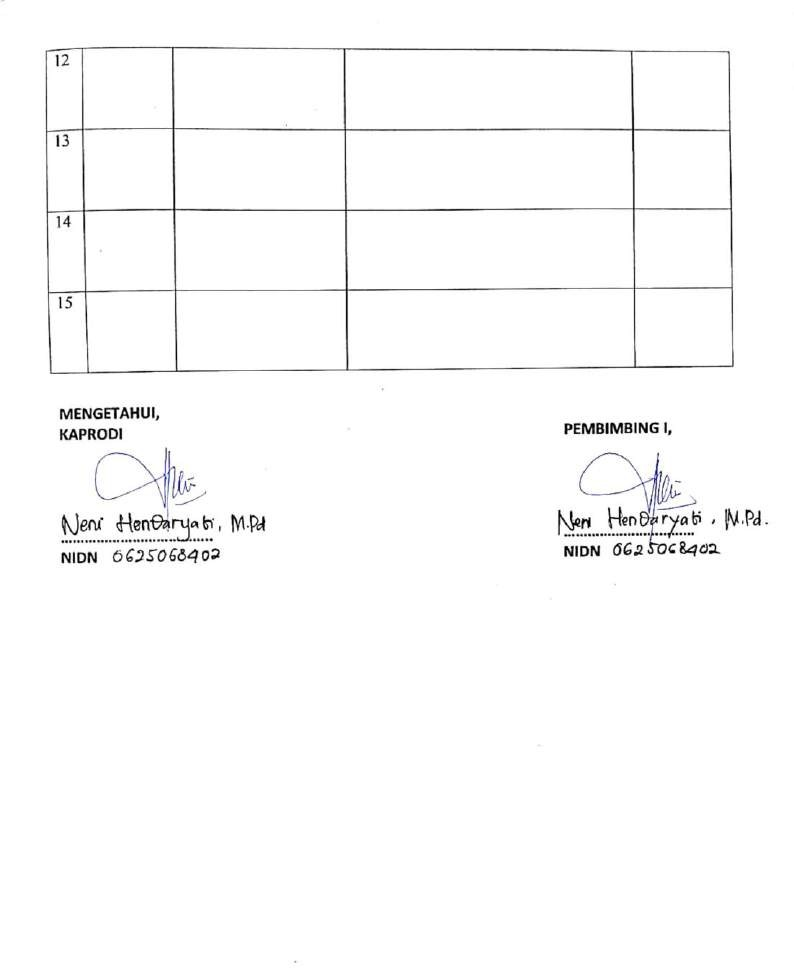 12
13
14
15
MENGETAHUI,
KAPRODI
Neni Hendaryati, M.Pd
NIDN 0625068402
PEMBIMBING I,
Neni Hendaryati, M.Pd.
NIDN 0625068402